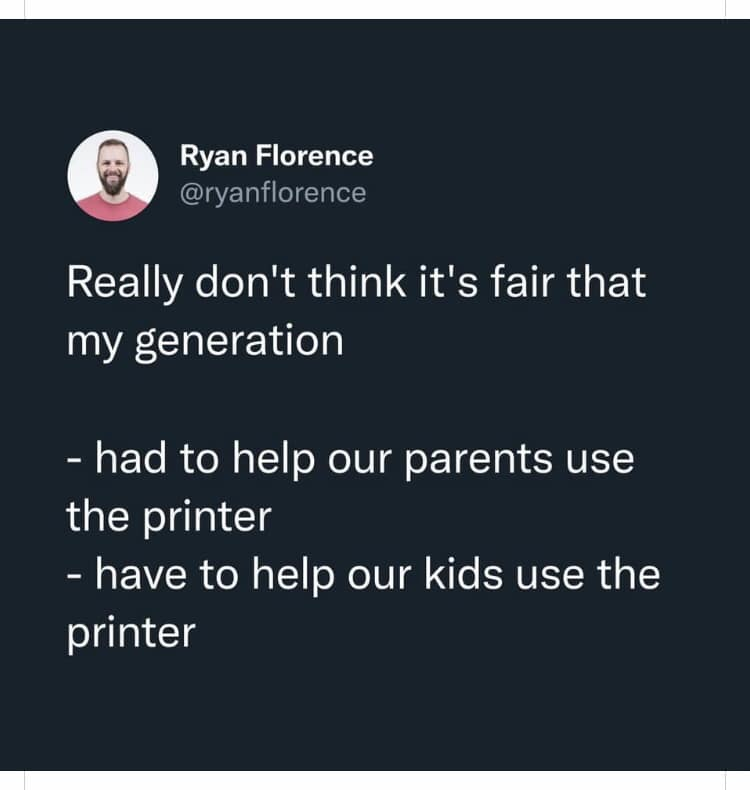 Ryan Florence
@ryanflorence
Really don't think it's fair that
my generation
- had to help our parents use
the printer
- have to help our kids use the
printer